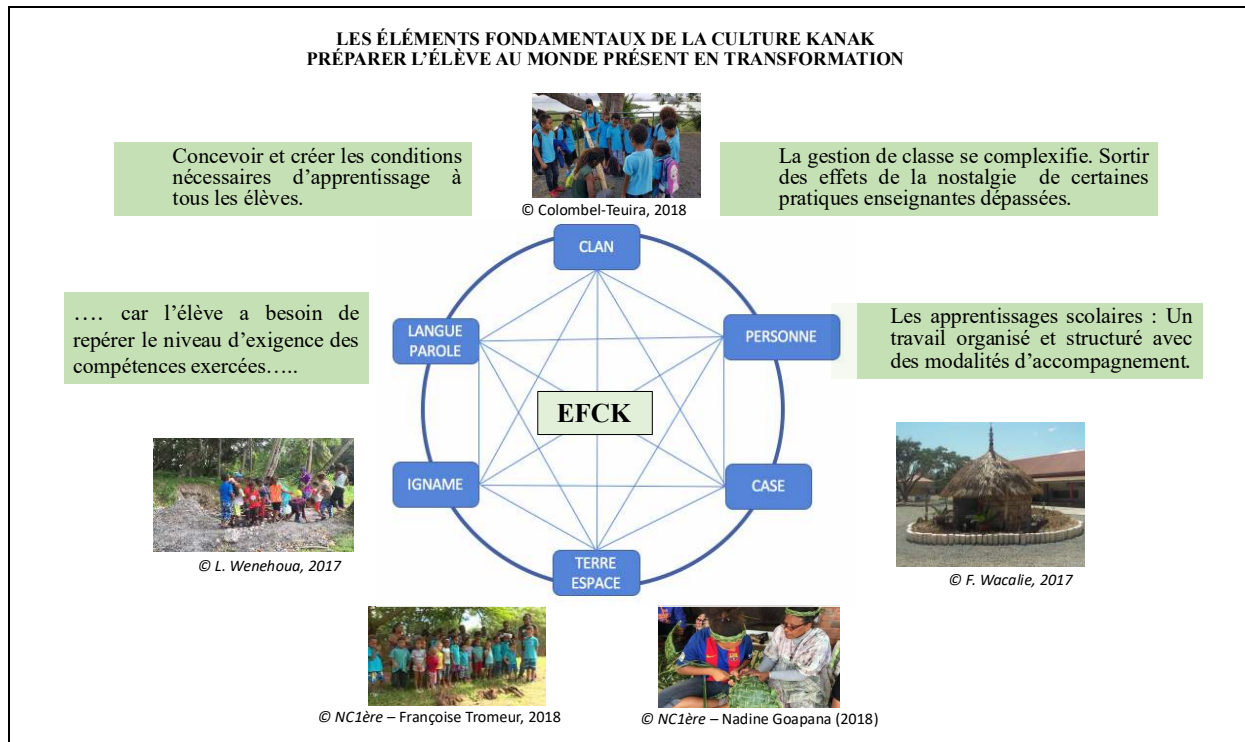 LES ÉLÉMENTS FONDAMENTAUX DE LA CULTURE KANAK
PRÉPARER L'ÉLÈVE AU MONDE PRÉSENT EN TRANSFORMATION
Concevoir et créer les conditions
nécessaires d'apprentissage à
tous les élèves.
© Colombel-Teuira, 2018
La gestion de classe se complexifie. Sortir
des effets de la nostalgie de certaines
pratiques enseignantes dépassées.
CLAN
…. car l'élève a besoin de
repérer le niveau d'exigence des
compétences exercées…..
LANGUE
PAROLE
PERSONNE
Les apprentissages scolaires : Un
travail organisé et structuré avec
des modalités d'accompagnement.
EFCK
IGNAME
CASE
© L. Wenehoua, 2017
TERRE
ESPACE
© F. Wacalie, 2017
© NC1ère – Françoise Tromeur, 2018
© NC1ère – Nadine Goapana (2018)